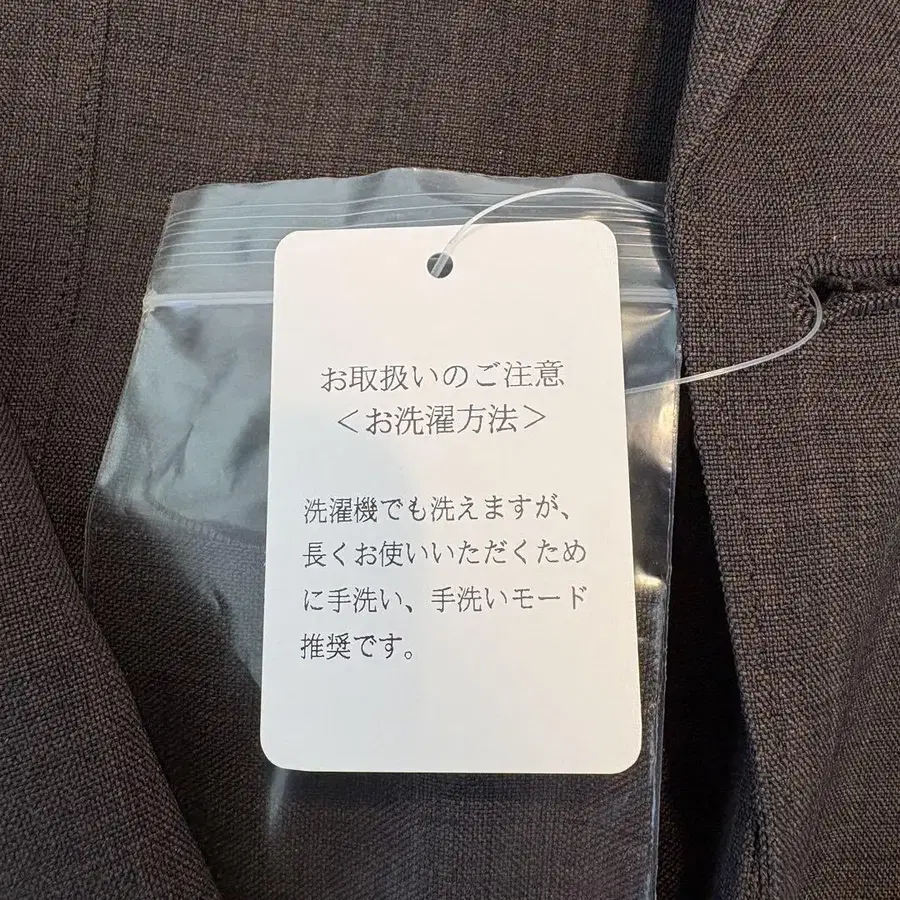 お取扱いのご注意
＜お洗濯方法＞
洗濯機でも洗えますが、
長くお使いいただくため
に手洗い、手洗いモード
推奨です。